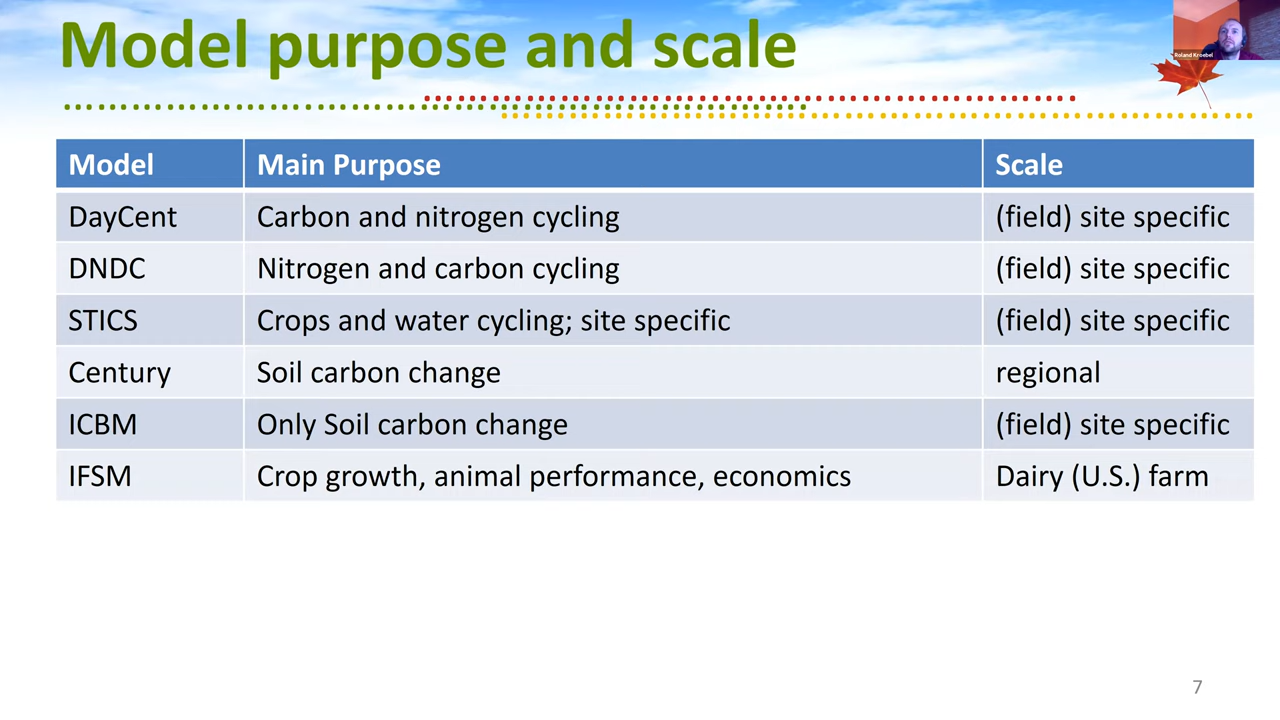 Model purpose and scale
Roland Kroebel
Model Main Purpose Scale
DayCent Carbon and nitrogen cycling (field) site specific
DNDC Nitrogen and carbon cycling (field) site specific
STICS Crops and water cycling; site specific (field) site specific
Century Soil carbon change regional
ICBM Only Soil carbon change (field) site specific
IFSM Crop growth, animal performance, economics Dairy (U.S.) farm
7